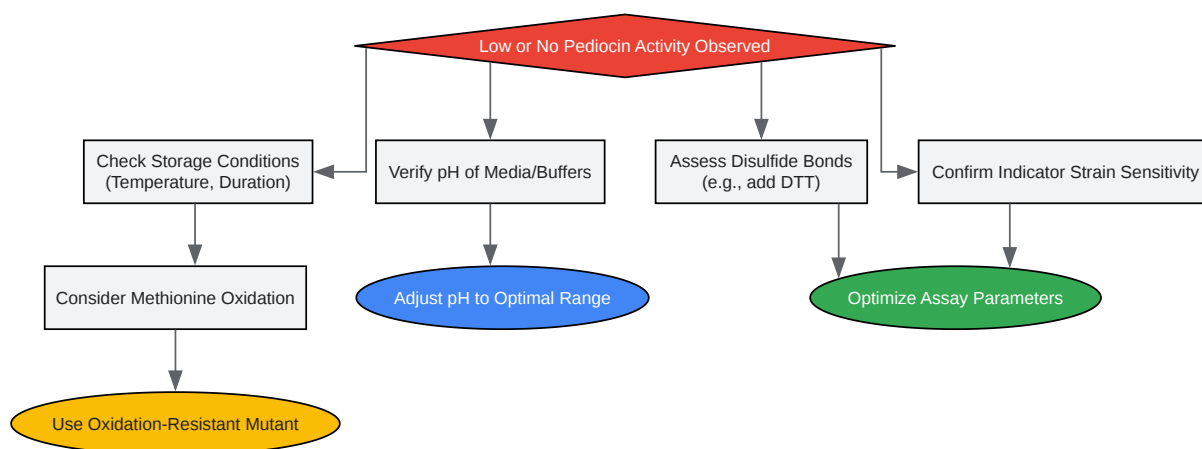 Low or No Pediocin Activity Observed
Check Storage Conditions
(Temperature, Duration)
Verify pH of Media/Buffers
Assess Disulfide Bonds
(e.g., add DTT)
Confirm Indicator Strain Sensitivity
Consider Methionine Oxidation
Adjust pH to Optimal Range
Optimize Assay Parameters
Use Oxidation-Resistant Mutant